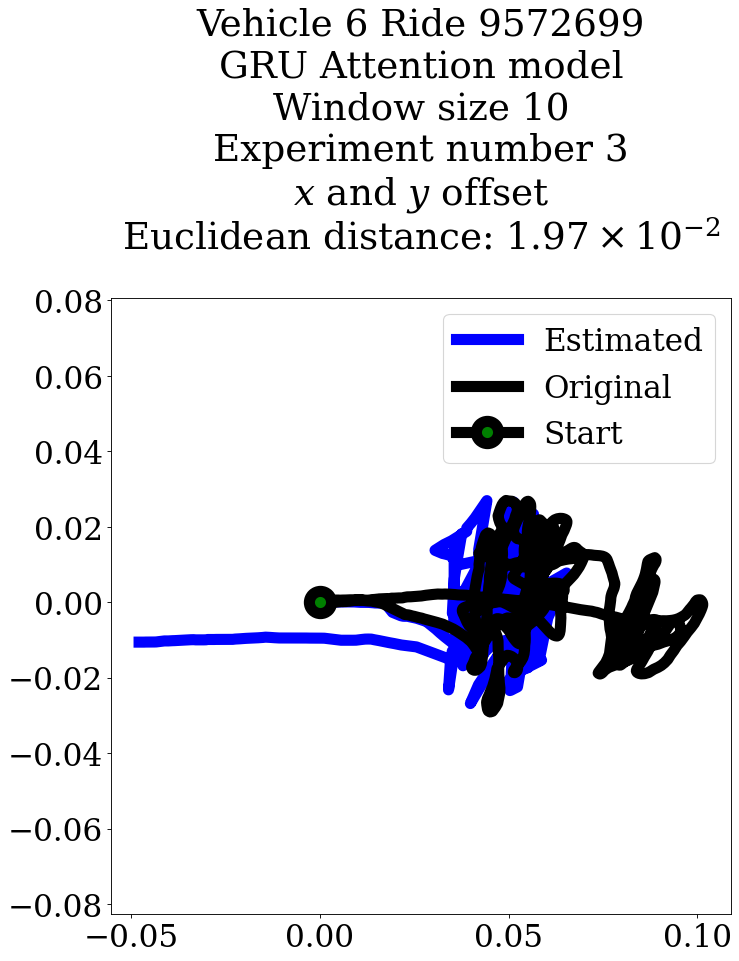 Vehicle 6 Ride 9572699
GRU Attention model
Window size 10
Experiment number 3
x and y offset
Euclidean distance: 1.97 × 10⁻²
0.08
Estimated
0.06
Original
0.04
Start
0.02
0.00
−0.02
−0.04
−0.06
−0.08
−0.05 0.00 0.05 0.10